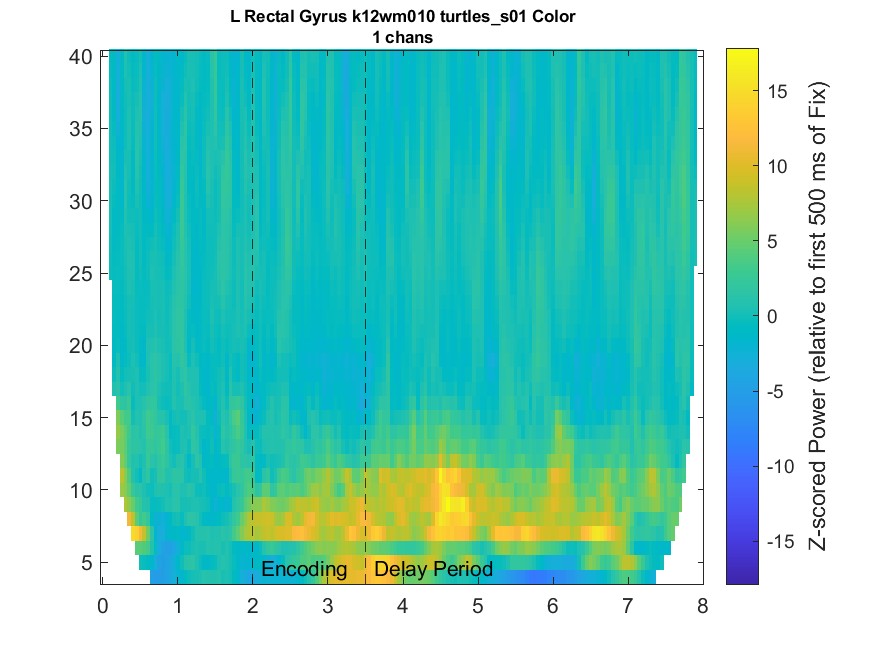 L Rectal Gyrus k12wm010 turtles_s01 Color
1 chans
40
35
30
25
20
15
10
5
Encoding
Delay Period
0 1 2 3 4 5 6 7 8
15
10
5
0
-5
-10
-15
Z-scored Power (relative to first 500 ms of Fix)